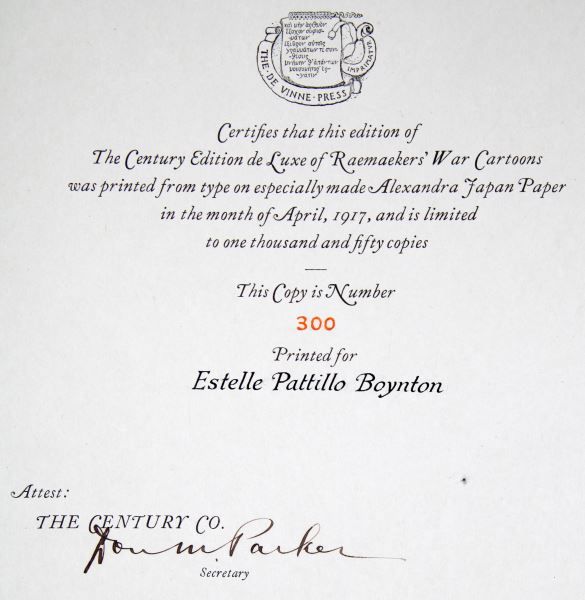 THE · DE VINNE · PRESS
IMPRIMATUR
Certifies that this edition of
The Century Edition de Luxe of Raemaekers' War Cartoons
was printed from type on especially made Alexandra Japan Paper
in the month of April, 1917, and is limited
to one thousand and fifty copies
This Copy is Number
300
Printed for
Estelle Pattillo Boynton
Attest:
THE CENTURY CO.
Don M. Parker
Secretary